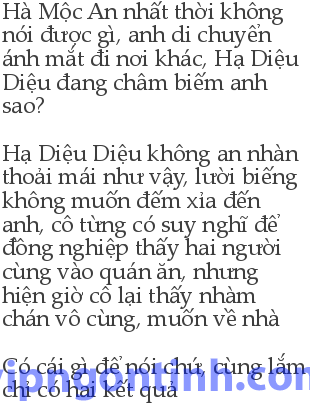 Hà Mộc An nhất thời không
nói được gì, anh di chuyển
ánh mắt đi nơi khác, Hạ Diệu
Diệu đang châm biếm anh
sao?
Hạ Diệu Diệu không an nhàn
thoải mái như vậy, lười biếng
không muốn đếm xỉa đến
anh, cô từng có suy nghĩ để
đồng nghiệp thấy hai người
cùng vào quán ăn, nhưng
hiện giờ cô lại thấy nhàm
chán vô cùng, muốn về nhà
Có cái gì để nói chứ, cùng lắm
chỉ có hai kết quả
vipngontinh.com